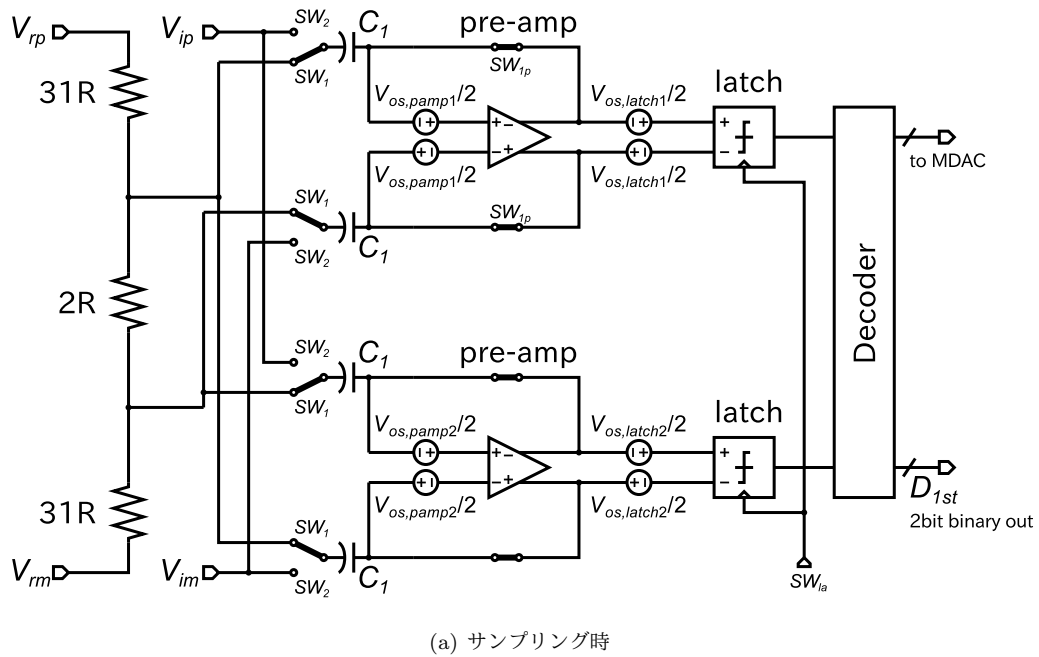 V_rp
V_ip
SW_2
C_1
pre-amp
31R
SW_1
SW_1p
latch
V_os,pamp1/2
V_os,latch1/2
+
−
+
−
−
+
+
−
V_os,pamp1/2
V_os,latch1/2
to MDAC
SW_1
SW_1p
SW_2
C_1
2R
Decoder
SW_2
C_1
pre-amp
SW_1
latch
V_os,pamp2/2
V_os,latch2/2
+
−
+
−
−
+
+
−
31R
V_os,pamp2/2
V_os,latch2/2
D_1st
2bit binary out
SW_1
V_rm
V_im
SW_2
C_1
SW_la
(a) サンプリング時